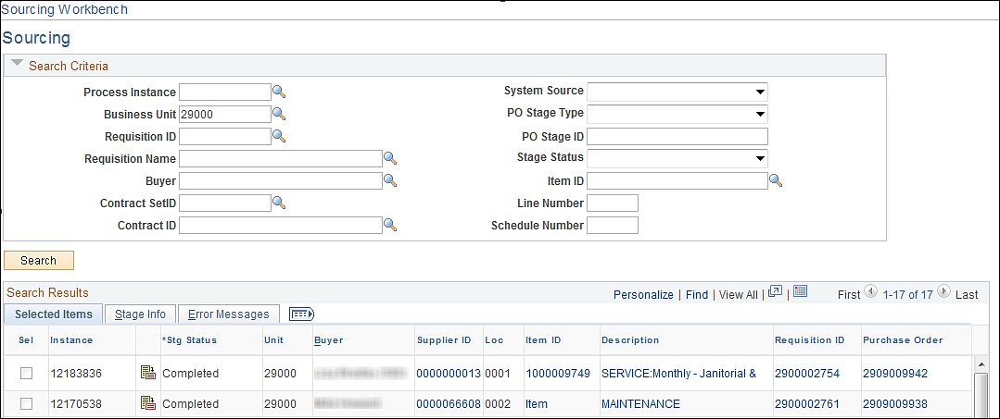 Sourcing Workbench
Sourcing
Search Criteria
Process Instance
System Source
Business Unit 29000
PO Stage Type
Requisition ID
PO Stage ID
Requisition Name
Stage Status
Buyer
Item ID
Contract SetID
Line Number
Contract ID
Schedule Number
Search
Search Results
Personalize | Find | View All | | First 1-17 of 17 Last
Selected Items Stage Info Error Messages
Sel Instance *Stg Status Unit Buyer Supplier ID Loc Item ID Description Requisition ID Purchase Order
12183836 Completed 29000 0000000013 0001 1000009749 SERVICE:Monthly - Janitorial & 2900002754 2909009942
12170538 Completed 29000 0000066608 0002 Item MAINTENANCE 2900002761 2909009938